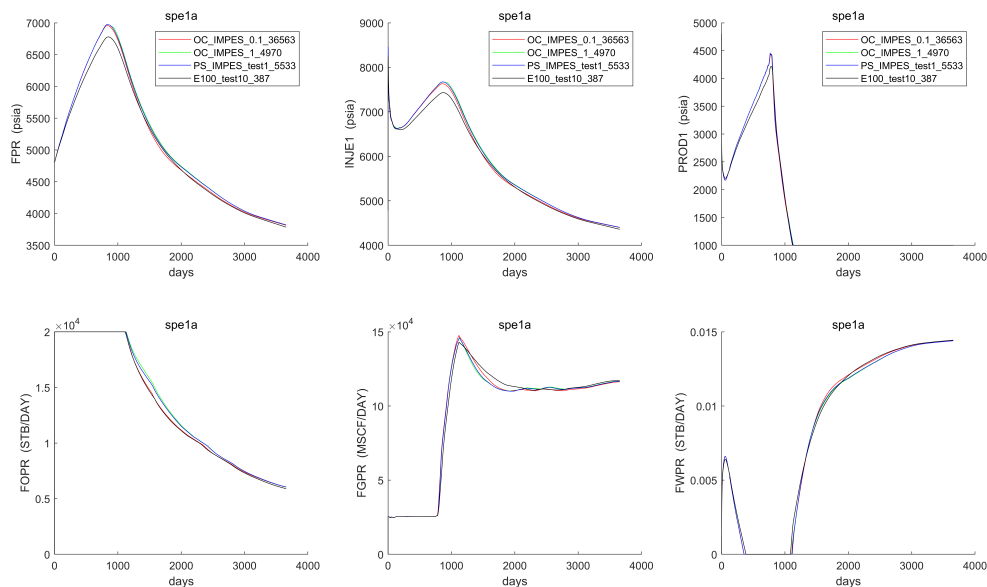 spe1a
7000
6500
6000
5500
5000
4500
4000
3500
FPR (psia)
0 1000 2000 3000 4000
days
OC_IMPES_0.1_36563
OC_IMPES_1_4970
PS_IMPES_test1_5533
E100_test10_387
spe1a
9000
8000
7000
6000
5000
4000
INJE1 (psia)
0 1000 2000 3000 4000
days
OC_IMPES_0.1_36563
OC_IMPES_1_4970
PS_IMPES_test1_5533
E100_test10_387
spe1a
5000
4500
4000
3500
3000
2500
2000
1500
1000
PROD1 (psia)
0 1000 2000 3000 4000
days
OC_IMPES_0.1_36563
OC_IMPES_1_4970
PS_IMPES_test1_5533
E100_test10_387
spe1a
×10⁴
2
1.5
1
0.5
0
FOPR (STB/DAY)
0 1000 2000 3000 4000
days
spe1a
×10⁴
15
10
5
0
FGPR (MSCF/DAY)
0 1000 2000 3000 4000
days
spe1a
0.015
0.01
0.005
0
FWPR (STB/DAY)
0 1000 2000 3000 4000
days